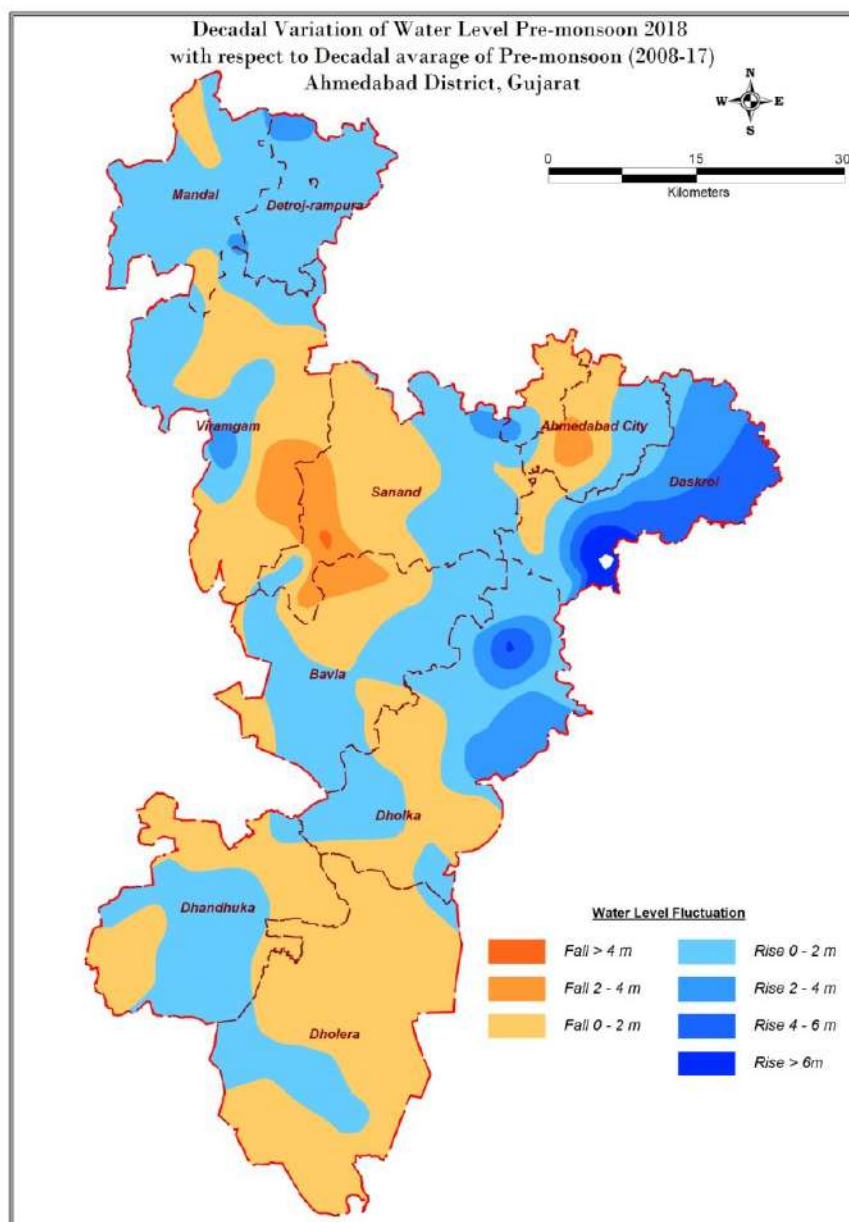 Decadal Variation of Water Level Pre-monsoon 2018
with respect to Decadal avarage of Pre-monsoon (2008-17)
Ahmedabad District, Gujarat
N
W E
S
0 15 30
Kilometers
Mandal
Detroj-rampura
Viramgam
Ahmedabad City
Sanand
Daskroi
Bavla
Dholka
Dhandhuka
Dholera
Water Level Fluctuation
Fall > 4 m
Fall 2 - 4 m
Fall 0 - 2 m
Rise 0 - 2 m
Rise 2 - 4 m
Rise 4 - 6 m
Rise > 6m